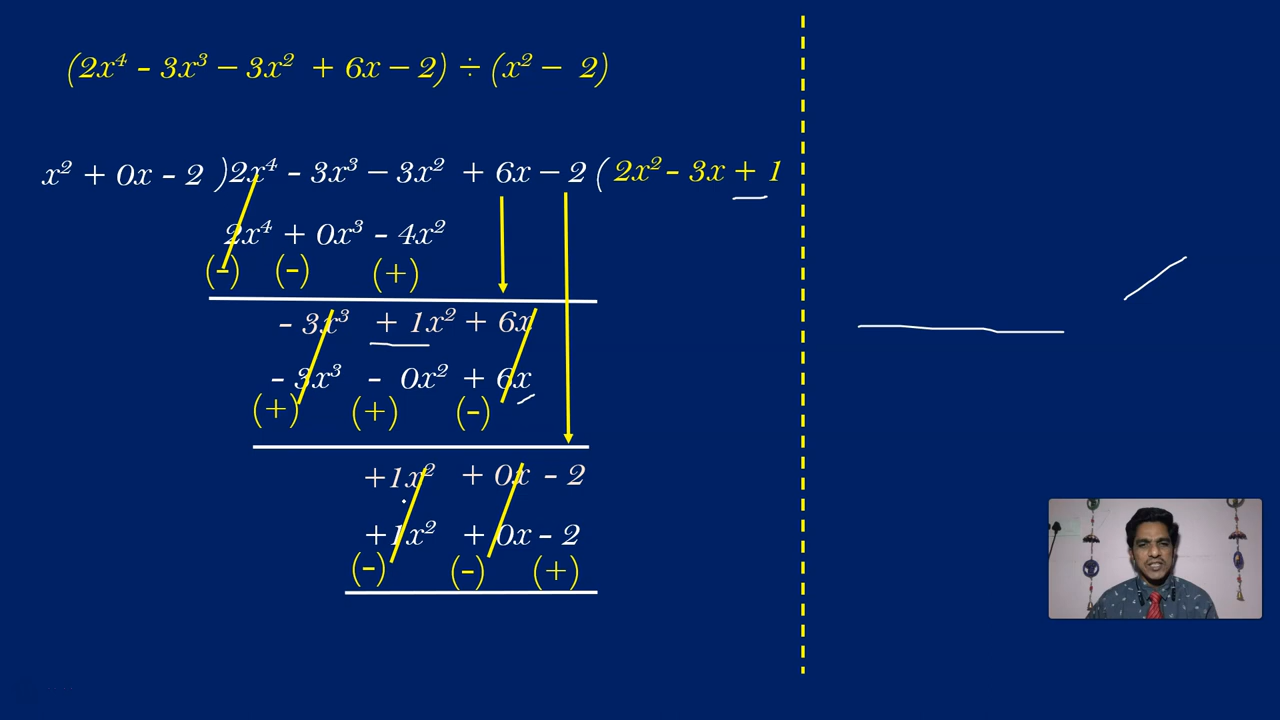 (2x⁴ - 3x³ – 3x² + 6x – 2) ÷ (x² – 2)
x² + 0x - 2 )2x⁴ - 3x³ – 3x² + 6x – 2 ( 2x² - 3x + 1
2x⁴ + 0x³ - 4x²
(-) (-) (+)
- 3x³ + 1x² + 6x
- 3x³ - 0x² + 6x
(+) (+) (-)
+1x² + 0x - 2
+1x² + 0x - 2
(-) (-) (+)